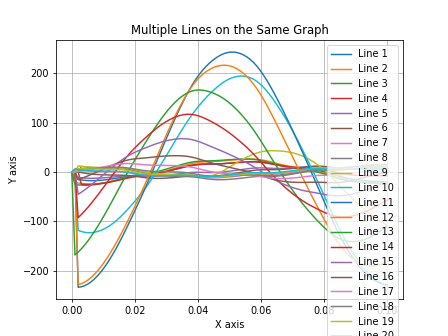 Multiple Lines on the Same Graph
Y axis
200
100
0
−100
−200
0.00
0.02
0.04
0.06
X axis
Line 1
Line 2
Line 3
Line 4
Line 5
Line 6
Line 7
Line 8
Line 9
Line 10
Line 11
Line 12
Line 13
Line 14
Line 15
Line 16
Line 17
Line 18
Line 19
Line 20